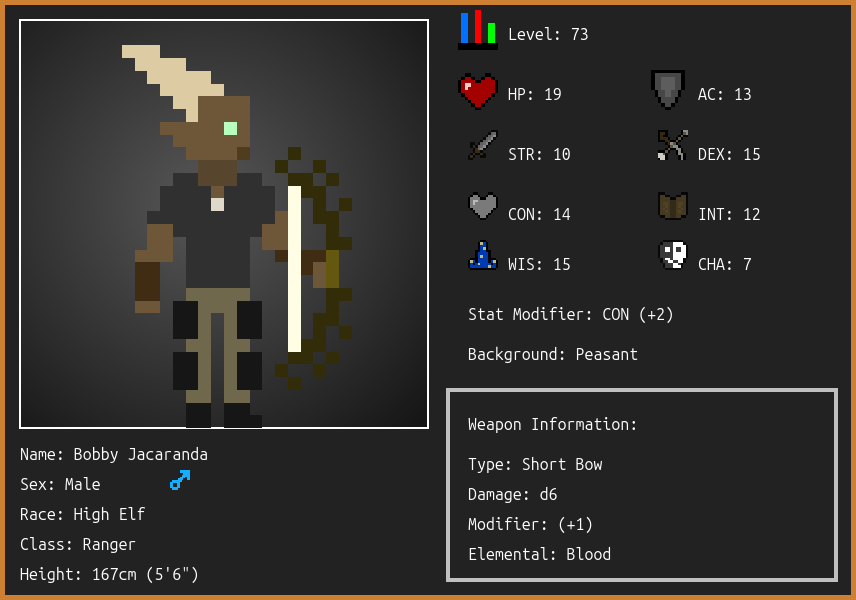 Level: 73
HP: 19
AC: 13
STR: 10
DEX: 15
CON: 14
INT: 12
WIS: 15
CHA: 7
Stat Modifier: CON (+2)
Background: Peasant
Weapon Information:
Type: Short Bow
Damage: d6
Modifier: (+1)
Elemental: Blood
Name: Bobby Jacaranda
Sex: Male
Race: High Elf
Class: Ranger
Height: 167cm (5'6")